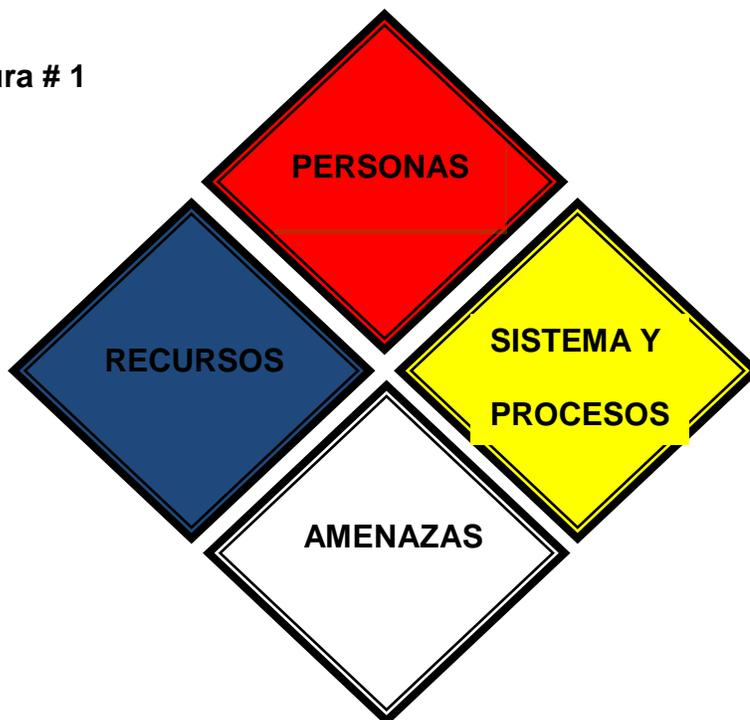 ura # 1
PERSONAS
RECURSOS
SISTEMA Y
PROCESOS
AMENAZAS